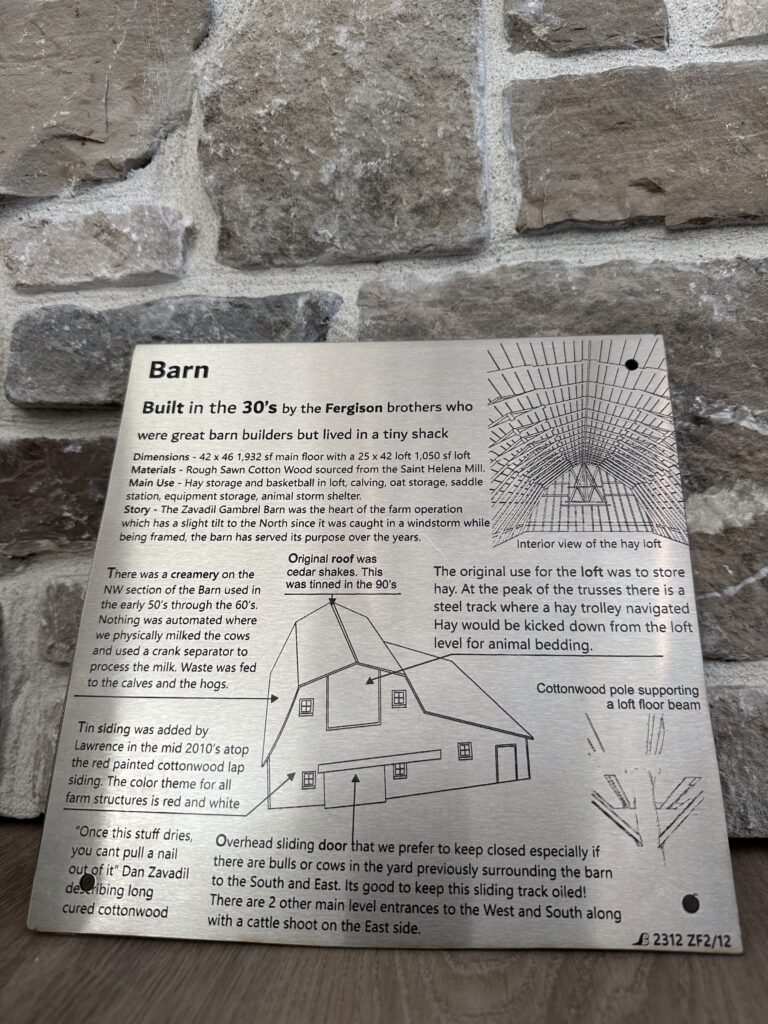 Barn
Built in the 30's by the Fergison brothers who
were great barn builders but lived in a tiny shack
Dimensions - 42 x 46 1,932 sf main floor with a 25 x 42 loft 1,050 sf loft
Materials - Rough Sawn Cotton Wood sourced from the Saint Helena Mill.
Main Use - Hay storage and basketball in loft, calving, oat storage, saddle
station, equipment storage, animal storm shelter.
Story - The Zavadil Gambrel Barn was the heart of the farm operation
which has a slight tilt to the North since it was caught in a windstorm while
being framed, the barn has served its purpose over the years.
Interior view of the hay loft
There was a creamery on the
NW section of the Barn used in
the early 50's through the 60's.
Nothing was automated where
we physically milked the cows
and used a crank separator to
process the milk. Waste was fed
to the calves and the hogs.
Original roof was
cedar shakes. This
was tinned in the 90's
The original use for the loft was to store
hay. At the peak of the trusses there is a
steel track where a hay trolley navigated
Hay would be kicked down from the loft
level for animal bedding.
Cottonwood pole supporting
a loft floor beam
Tin siding was added by
Lawrence in the mid 2010's atop
the red painted cottonwood lap
siding. The color theme for all
farm structures is red and white
"Once this stuff dries,
you cant pull a nail
out of it" Dan Zavadil
describing long
cured cottonwood
Overhead sliding door that we prefer to keep closed especially if
there are bulls or cows in the yard previously surrounding the barn
to the South and East. Its good to keep this sliding track oiled!
There are 2 other main level entrances to the West and South along
with a cattle shoot on the East side.
2312 ZF2/12